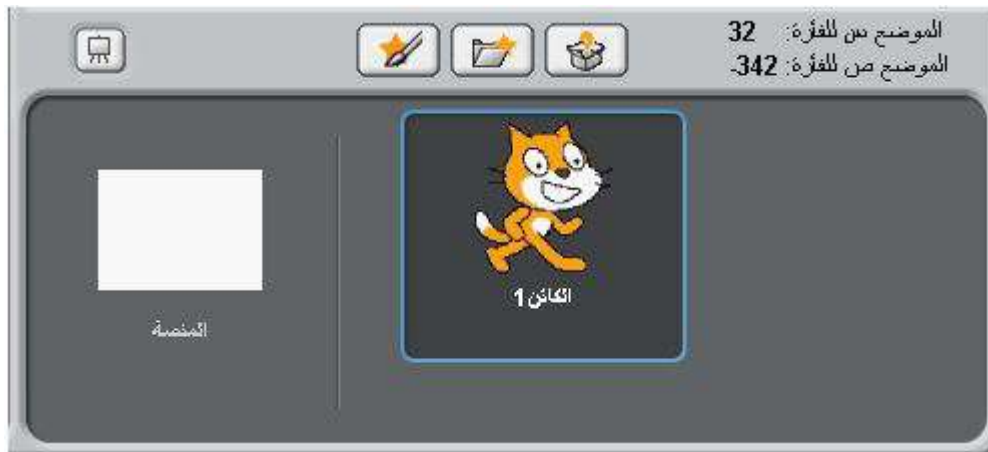 الموضع س للفأرة: 32
الموضع ص للفأرة: 342-
الكائن1
المنصة